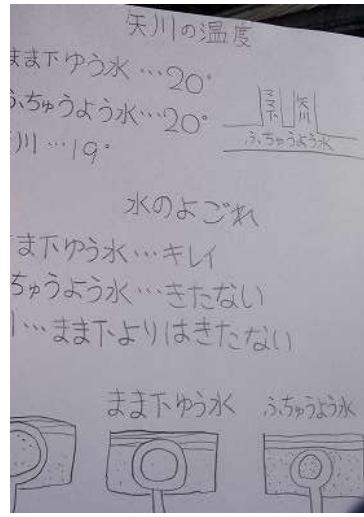 矢川の温度
まま下ゆう水…20°
ふちゅうよう水…20°
川…19°
ママ下
矢川
ふちゅうよう水
水のよごれ
まま下ゆう水…キレイ
ちゅうよう水…きたない
…まま下よりはきたない
まま下ゆう水
ふちゅうよう水